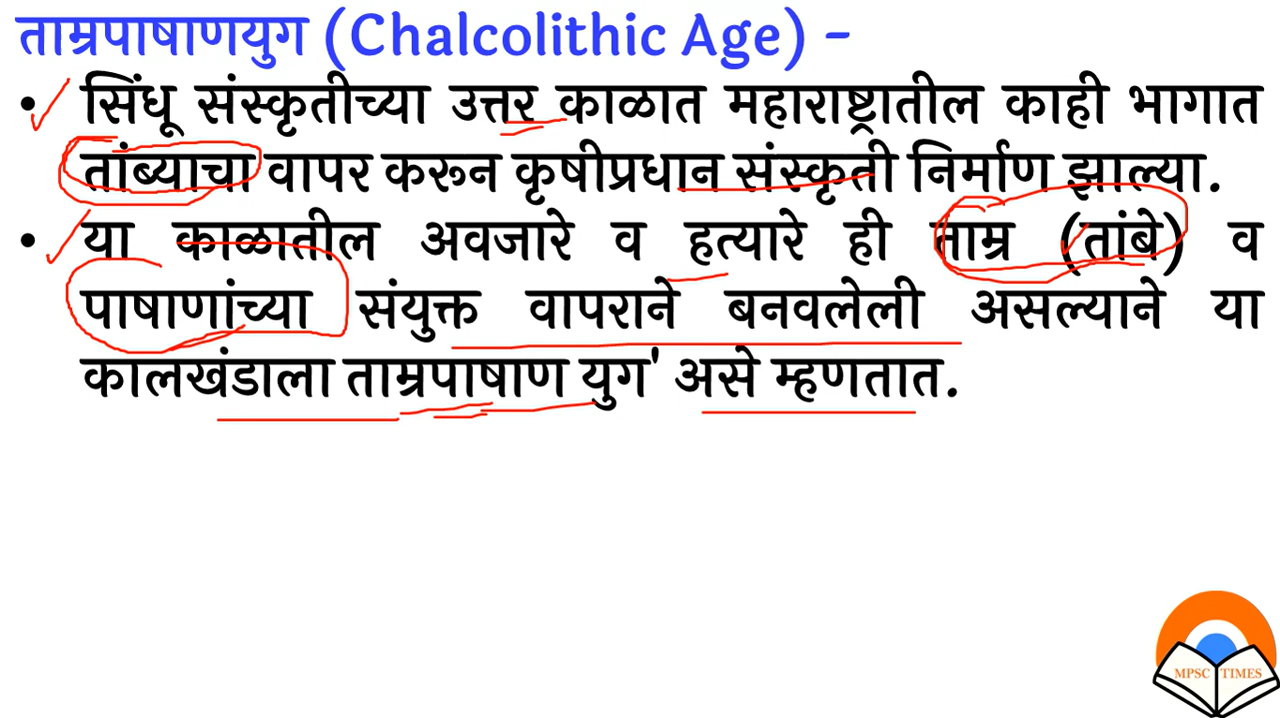 ताम्रपाषाणयुग (Chalcolithic Age) –
• सिंधू संस्कृतीच्या उत्तर काळात महाराष्ट्रातील काही भागात
तांब्याचा वापर करून कृषीप्रधान संस्कृती निर्माण झाल्या.
• या काळातील अवजारे व हत्यारे ही ताम्र (तांबे) व
पाषाणांच्या संयुक्त वापराने बनवलेली असल्याने या
कालखंडाला ताम्रपाषाण युग' असे म्हणतात.
MPSC TIMES